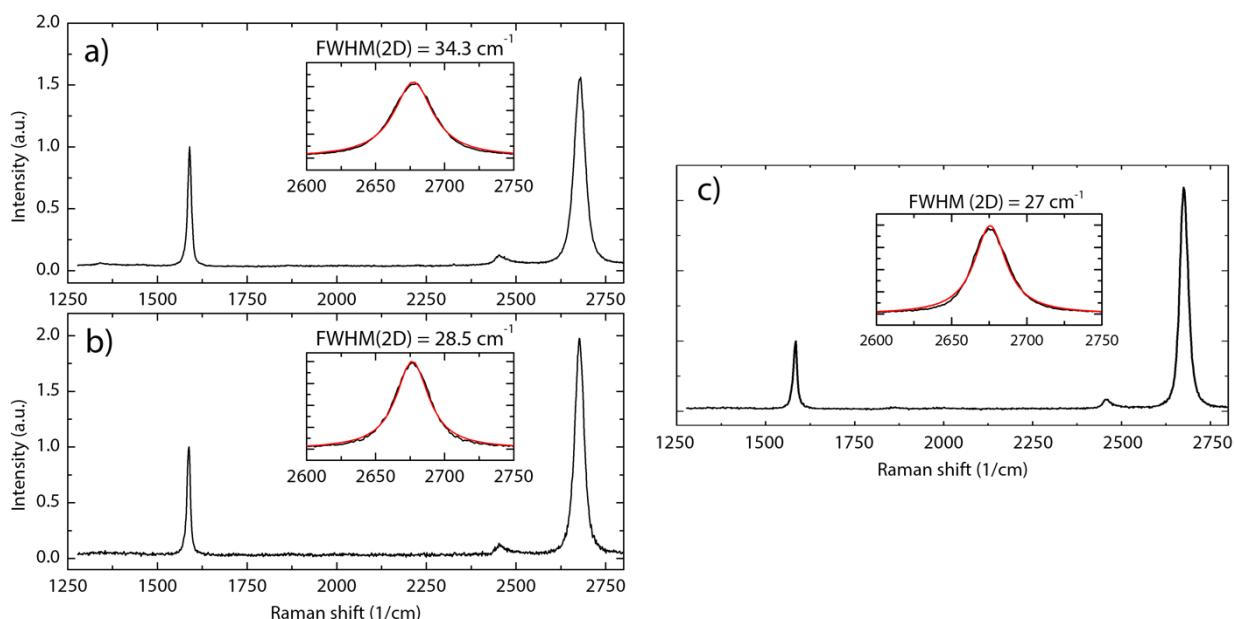 a)
FWHM(2D) = 34.3 cm⁻¹
2600 2650 2700 2750
Intensity (a.u.)
2.0
1.5
1.0
0.5
0.0
1250 1500 1750 2000 2250 2500 2750
b)
FWHM(2D) = 28.5 cm⁻¹
2600 2650 2700 2750
Intensity (a.u.)
2.0
1.5
1.0
0.5
0.0
1250 1500 1750 2000 2250 2500 2750
Raman shift (1/cm)
c)
FWHM (2D) = 27 cm⁻¹
2600 2650 2700 2750
1250 1500 1750 2000 2250 2500 2750
Raman shift (1/cm)